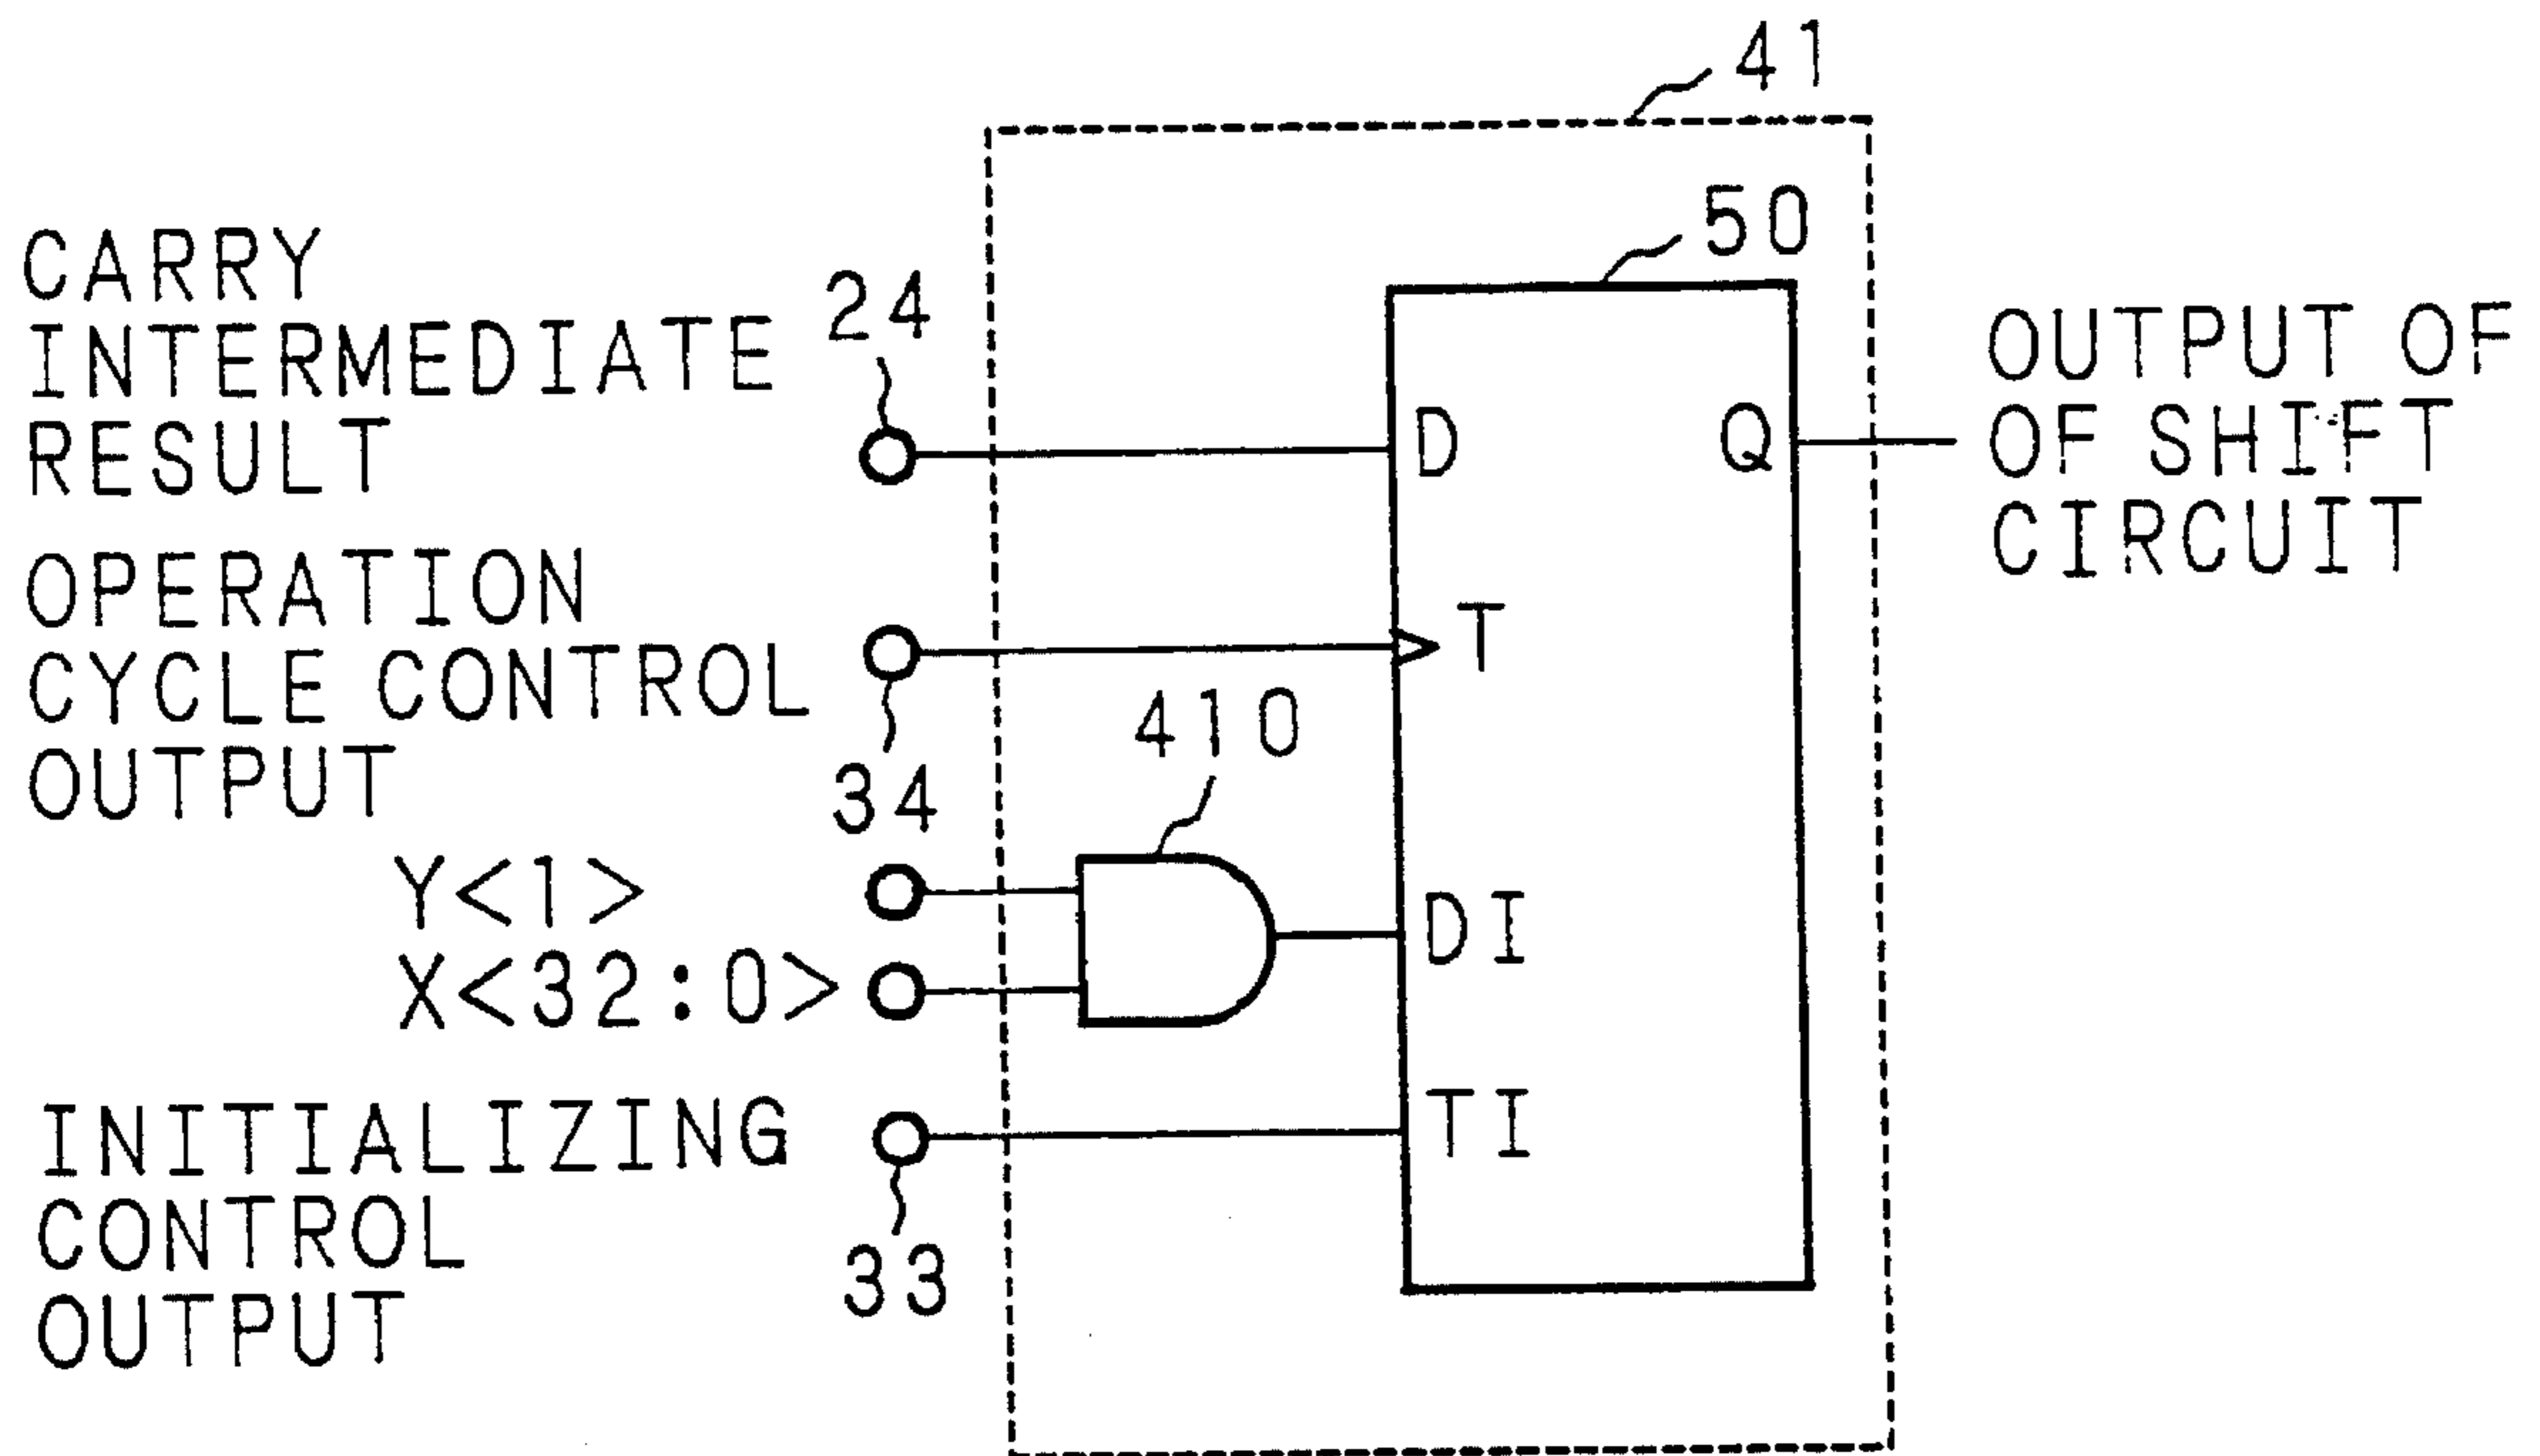 41
50
CARRY
INTERMEDIATE
RESULT
24
D
Q
OUTPUT OF
OF SHIFT
CIRCUIT
OPERATION
CYCLE CONTROL
OUTPUT
34
T
410
Y<1>
X<32:0>
DI
INITIALIZING
CONTROL
OUTPUT
33
TI